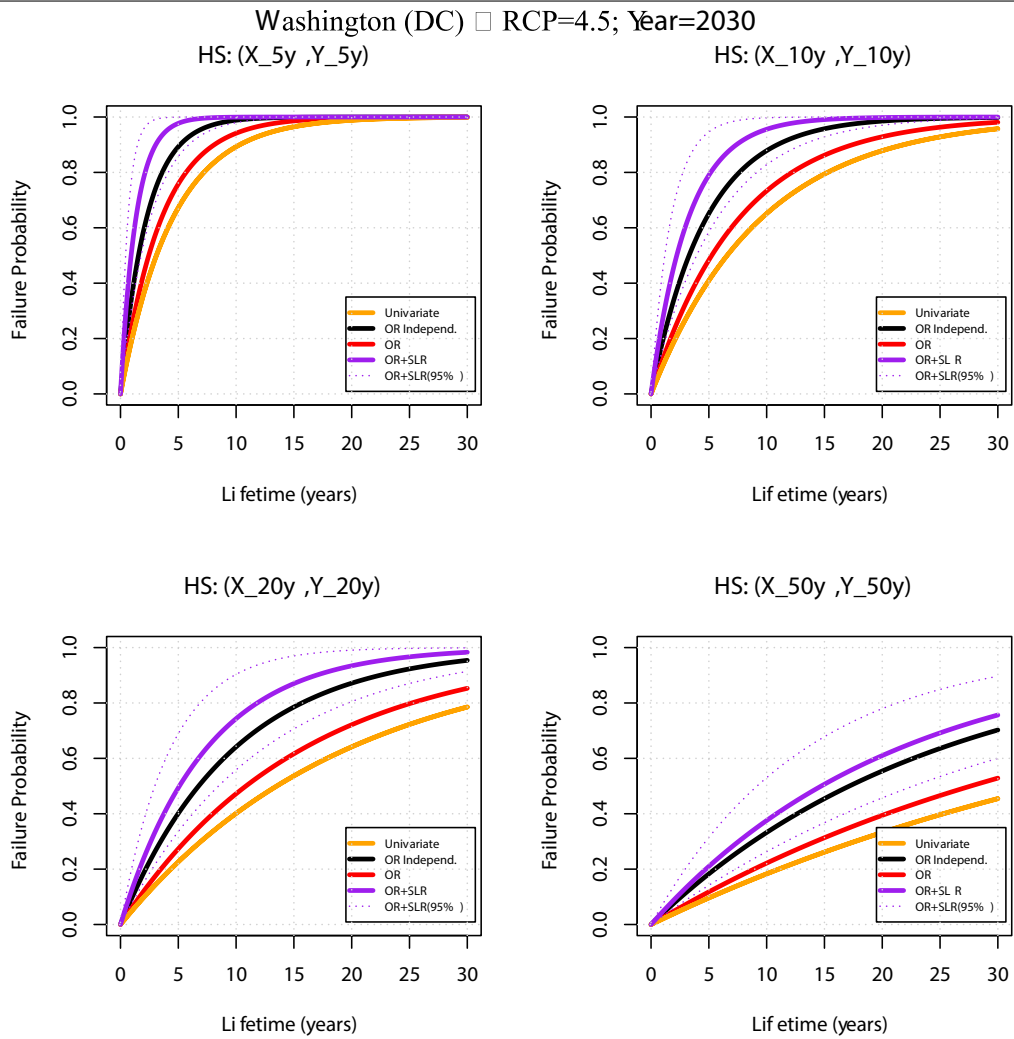 Washington (DC) □ RCP=4.5; Year=2030
HS: (X_5y ,Y_5y)
Failure Probability
1.0
0.8
0.6
0.4
0.2
0.0
Univariate
OR Independ.
OR
OR+SLR
OR+SLR(95% )
0 5 10 15 20 25 30
Li fetime (years)
HS: (X_10y ,Y_10y)
Failure Probability
1.0
0.8
0.6
0.4
0.2
0.0
Univariate
OR Independ.
OR
OR+SL R
OR+SLR(95% )
0 5 10 15 20 25 30
Lif etime (years)
HS: (X_20y ,Y_20y)
Failure Probability
1.0
0.8
0.6
0.4
0.2
0.0
Univariate
OR Independ.
OR
OR+SLR
OR+SLR(95% )
0 5 10 15 20 25 30
Li fetime (years)
HS: (X_50y ,Y_50y)
Failure Probability
1.0
0.8
0.6
0.4
0.2
0.0
Univariate
OR Independ.
OR
OR+SL R
OR+SLR(95% )
0 5 10 15 20 25 30
Lif etime (years)